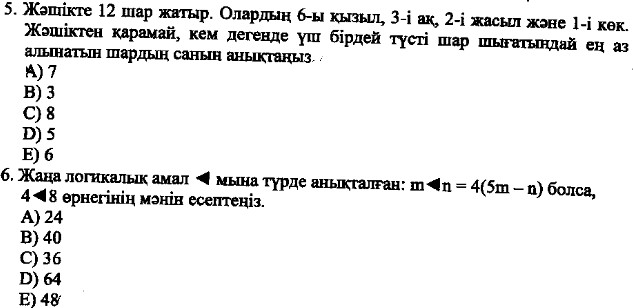 5. Жәшікте 12 шар жатыр. Олардың 6-ы қызыл, 3-і ақ, 2-і жасыл және 1-і көк.
Жәшіктен қарамай, кем дегенде үш бірдей түсті шар шығатындай ең аз
алынатын шардың санын анықтаңыз.
A) 7
B) 3
C) 8
D) 5
E) 6
6. Жаңа логикалық амал ◄ мына түрде анықталған: m◄n = 4(5m – n) болса,
4◄8 өрнегінің мәнін есептеңіз.
A) 24
B) 40
C) 36
D) 64
E) 48